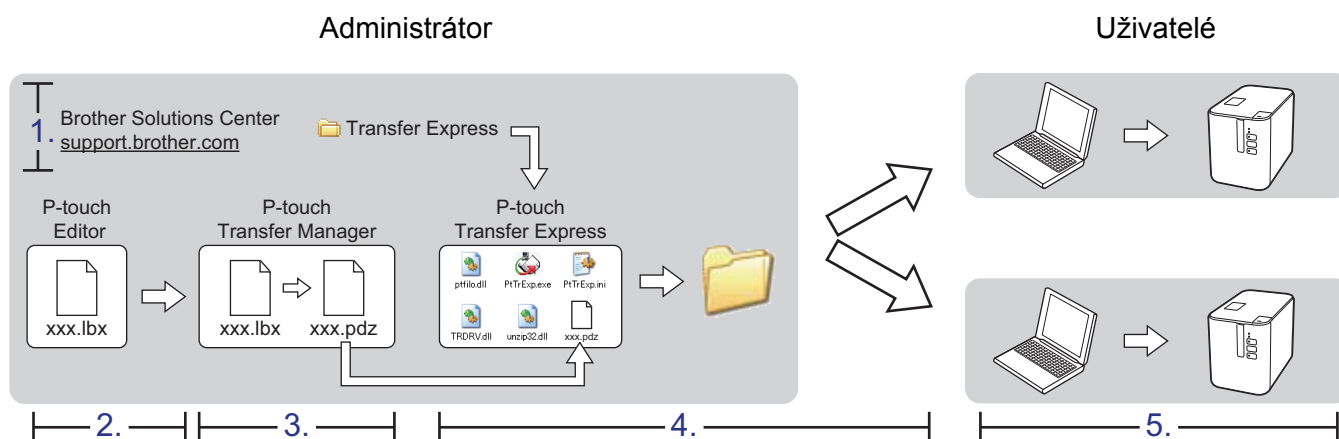 Administrátor
Uživatelé
1.
Brother Solutions Center
support.brother.com
Transfer Express
P-touch
Editor
xxx.lbx
P-touch
Transfer Manager
xxx.lbx
xxx.pdz
P-touch
Transfer Express
ptfilo.dll
PtTrExp.exe
PtTrExp.ini
TRDRV.dll
unzip32.dll
xxx.pdz
2.
3.
4.
5.